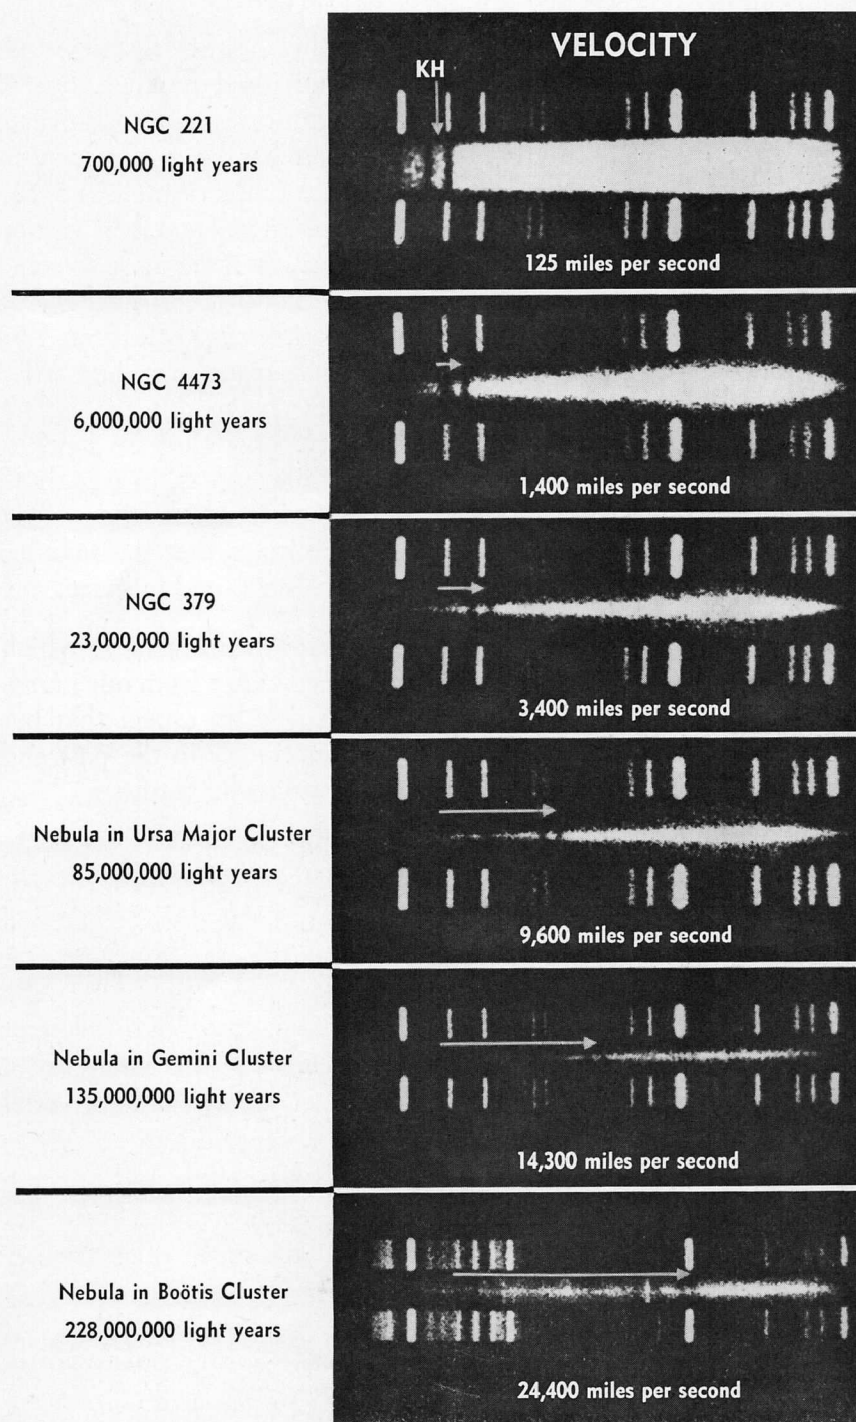 VELOCITY
KH
NGC 221
700,000 light years
125 miles per second
NGC 4473
6,000,000 light years
1,400 miles per second
NGC 379
23,000,000 light years
3,400 miles per second
Nebula in Ursa Major Cluster
85,000,000 light years
9,600 miles per second
Nebula in Gemini Cluster
135,000,000 light years
14,300 miles per second
Nebula in Boötis Cluster
228,000,000 light years
24,400 miles per second